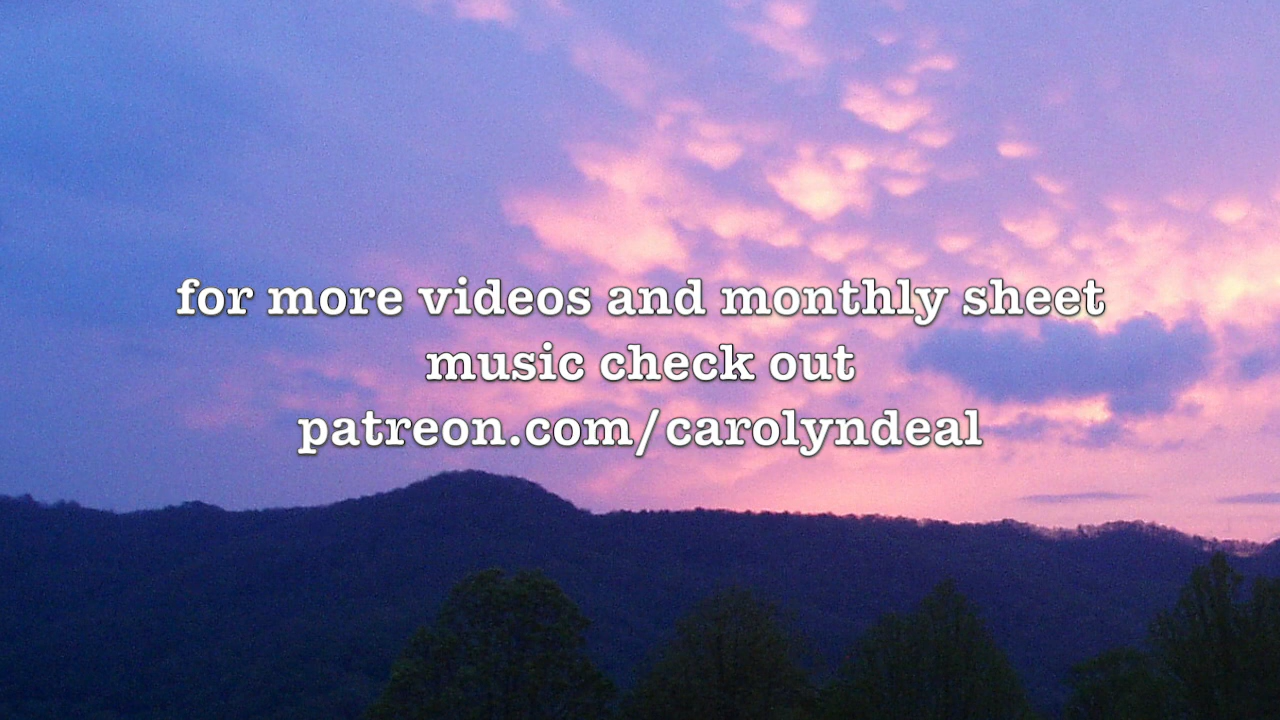 for more videos and monthly sheet
music check out
patreon.com/carolyndeal